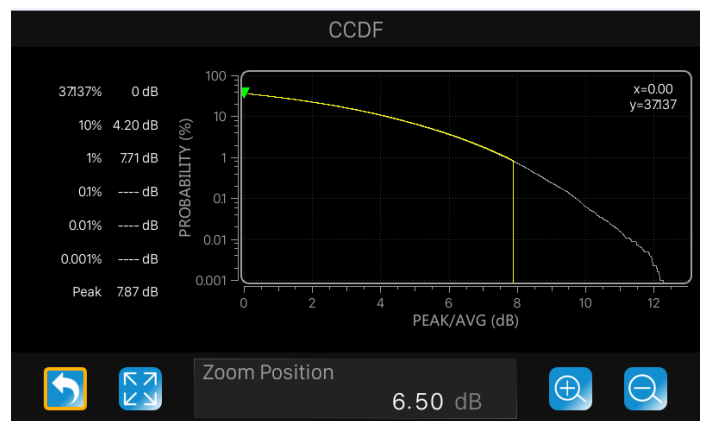 CCDF
37.137% 0 dB
10% 4.20 dB
1% 7.71 dB
0.1% ---- dB
0.01% ---- dB
0.001% ---- dB
Peak 7.87 dB
PROBABILITY (%)
100
10
1
0.1
0.01
0.001
x=0.00
y=37.137
0 2 4 6 8 10 12
PEAK/AVG (dB)
Zoom Position
6.50 dB